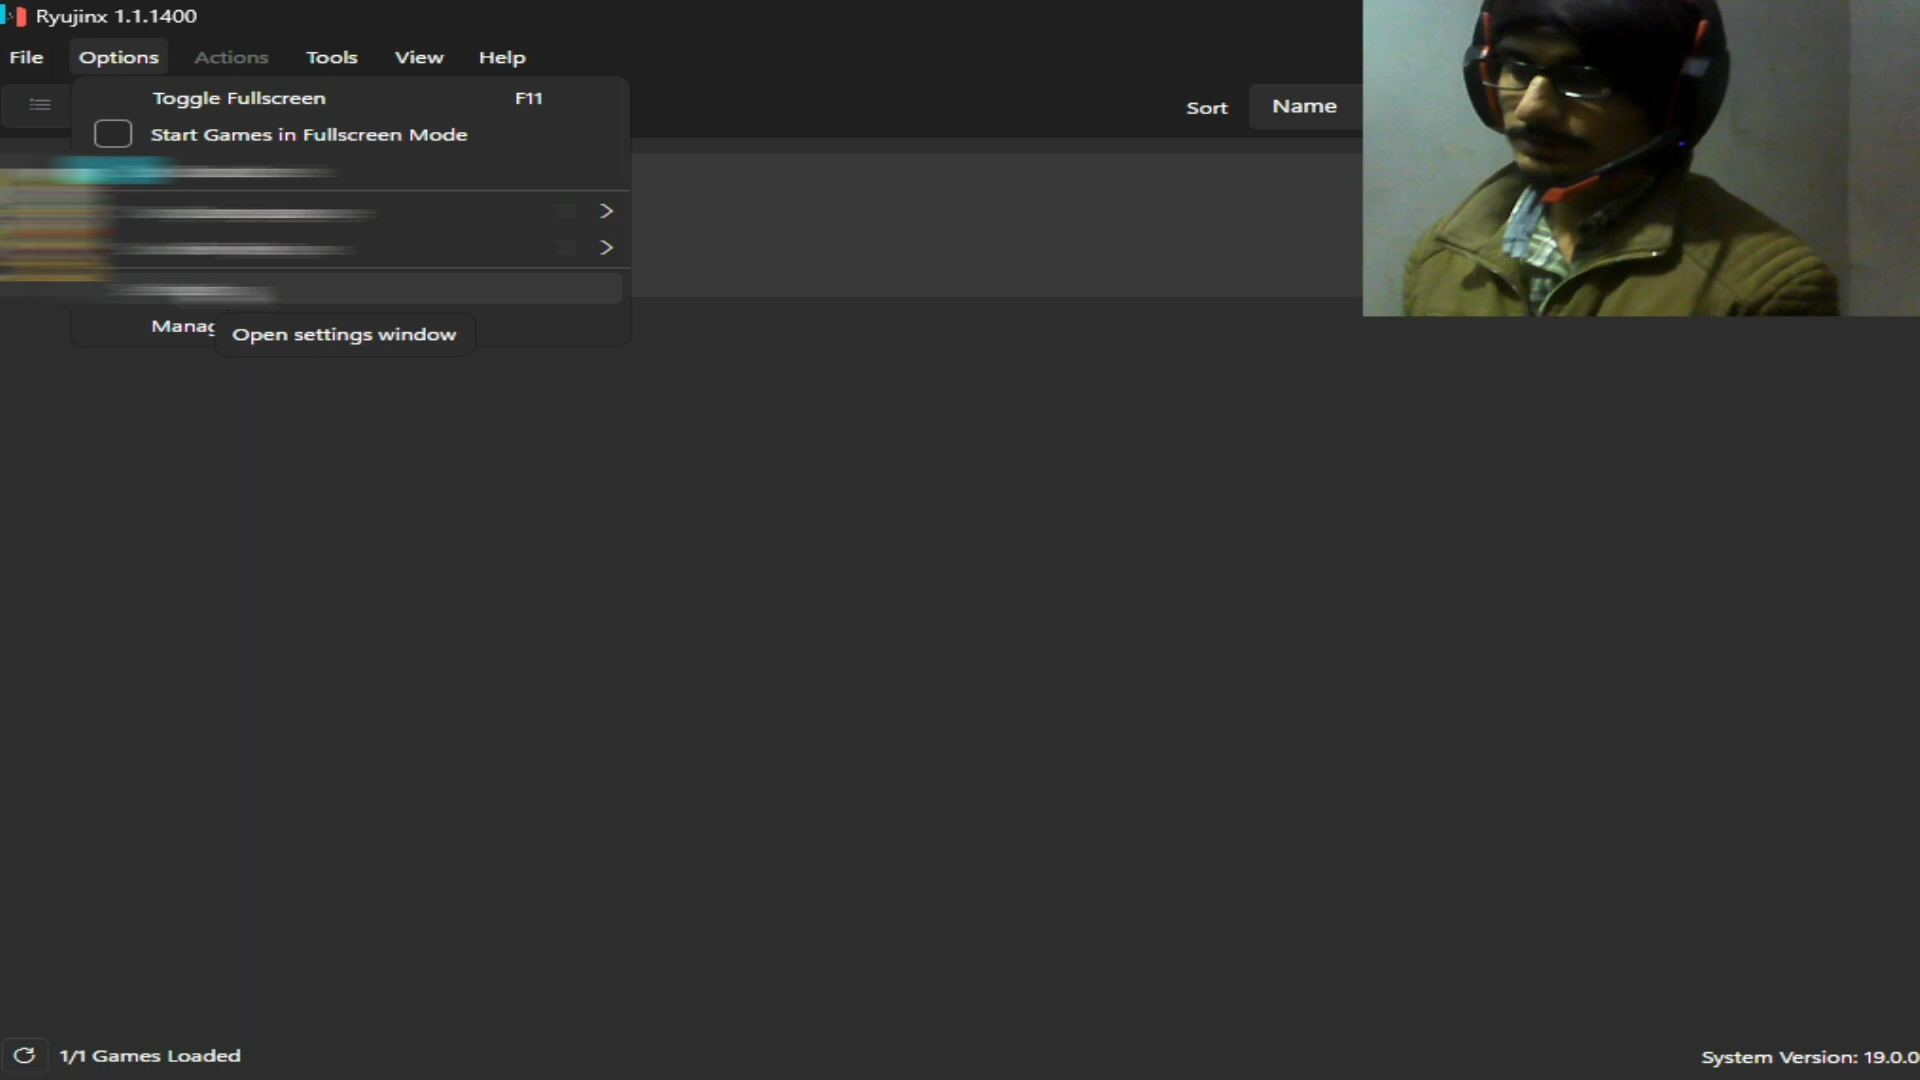 Ryujinx 1.1.1400
File Options Actions Tools View Help
Toggle Fullscreen F11
Start Games in Fullscreen Mode
Sort Name
Manag
Open settings window
1/1 Games Loaded
System Version: 19.0.0